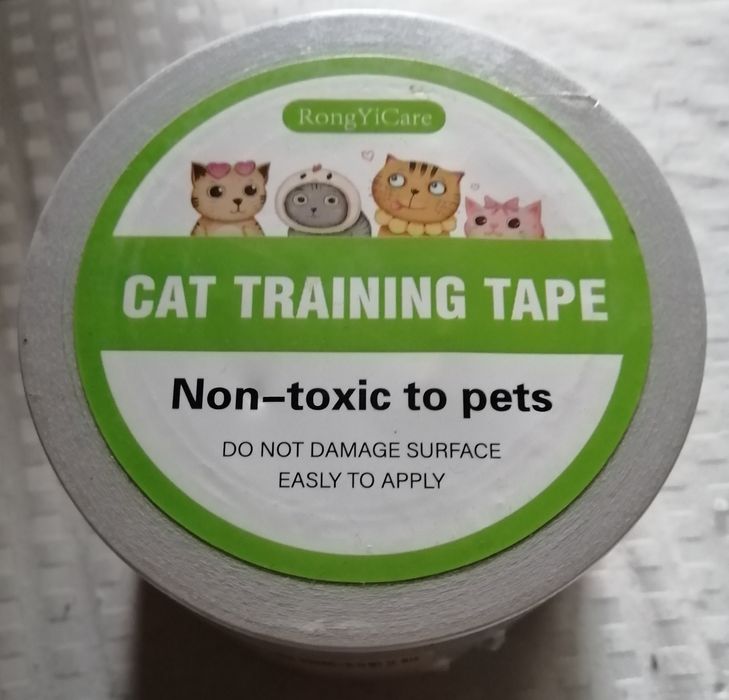 RongYiCare
CAT TRAINING TAPE
Non-toxic to pets
DO NOT DAMAGE SURFACE
EASLY TO APPLY